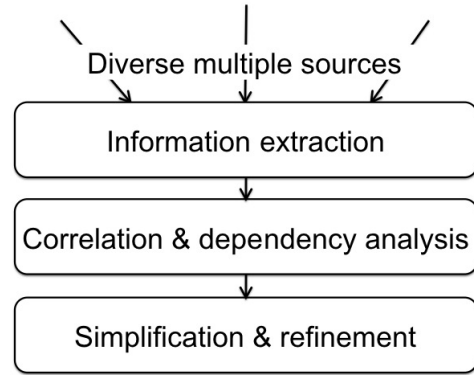 Diverse multiple sources
Information extraction
Correlation & dependency analysis
Simplification & refinement